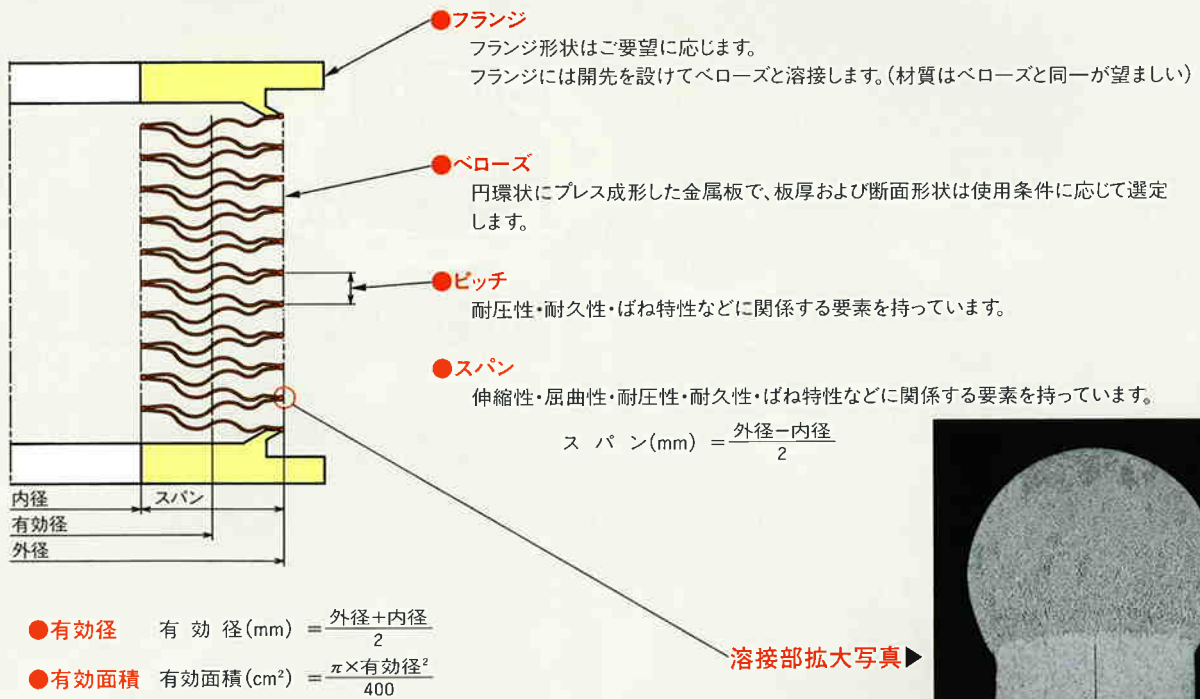 ●フランジ
フランジ形状はご要望に応じます。
フランジには開先を設けてベローズと溶接します。(材質はベローズと同一が望ましい)
●ベローズ
円環状にプレス成形した金属板で、板厚および断面形状は使用条件に応じて選定
します。
●ピッチ
耐圧性・耐久性・ばね特性などに関係する要素を持っています。
●スパン
伸縮性・屈曲性・耐圧性・耐久性・ばね特性などに関係する要素を持っています。
スパン(mm) = 外径-内径 / 2
内径
スパン
有効径
外径
●有効径 有効径(mm) = 外径+内径 / 2
●有効面積 有効面積(cm²) = π×有効径² / 400
溶接部拡大写真▶